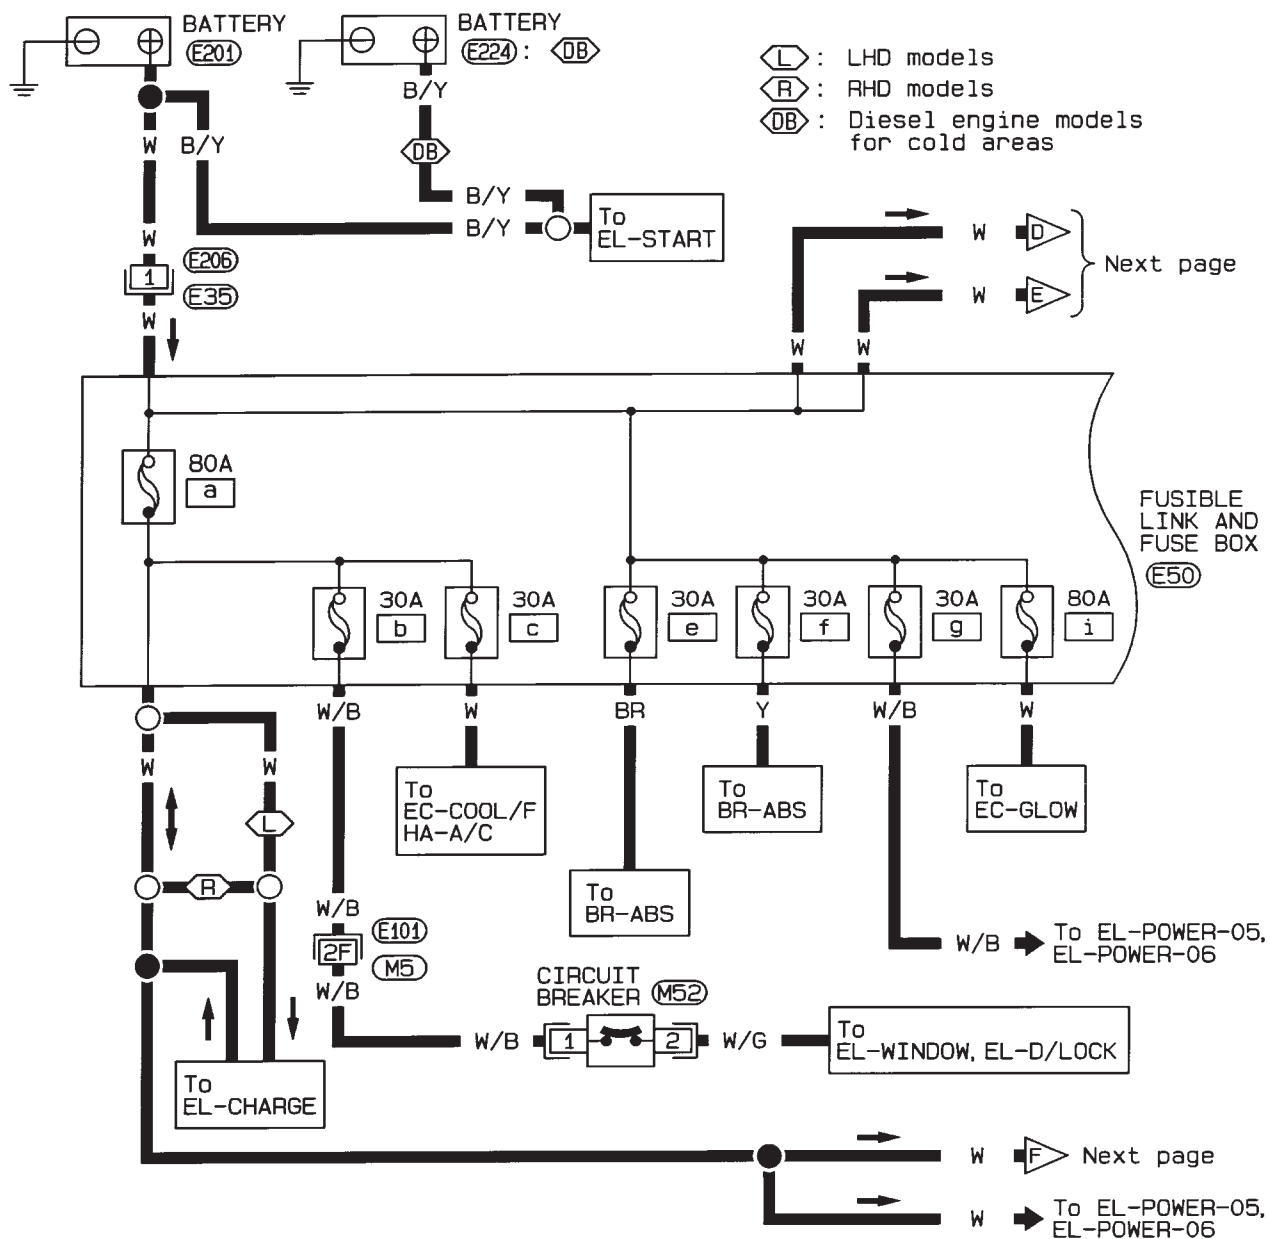 BATTERY
E201
BATTERY
E224 : DB
L : LHD models
R : RHD models
DB : Diesel engine models
for cold areas
B/Y
W
B/Y
DB
B/Y
B/Y
To
EL-START
W
1
E206
E35
W
W
D
W
E
Next page
W
W
80A
a
FUSIBLE
LINK AND
FUSE BOX
E50
30A
b
30A
c
30A
e
30A
f
30A
g
80A
i
W/B
W
BR
Y
W/B
W
W
W
To
EC-COOL/F
HA-A/C
To
BR-ABS
To
EC-GLOW
L
R
To
BR-ABS
W/B
2F
E101
M5
W/B
W/B
To EL-POWER-05,
EL-POWER-06
CIRCUIT
BREAKER M52
W/B
1
2
W/G
To
EL-WINDOW, EL-D/LOCK
To
EL-CHARGE
W
F
Next page
W
To EL-POWER-05,
EL-POWER-06